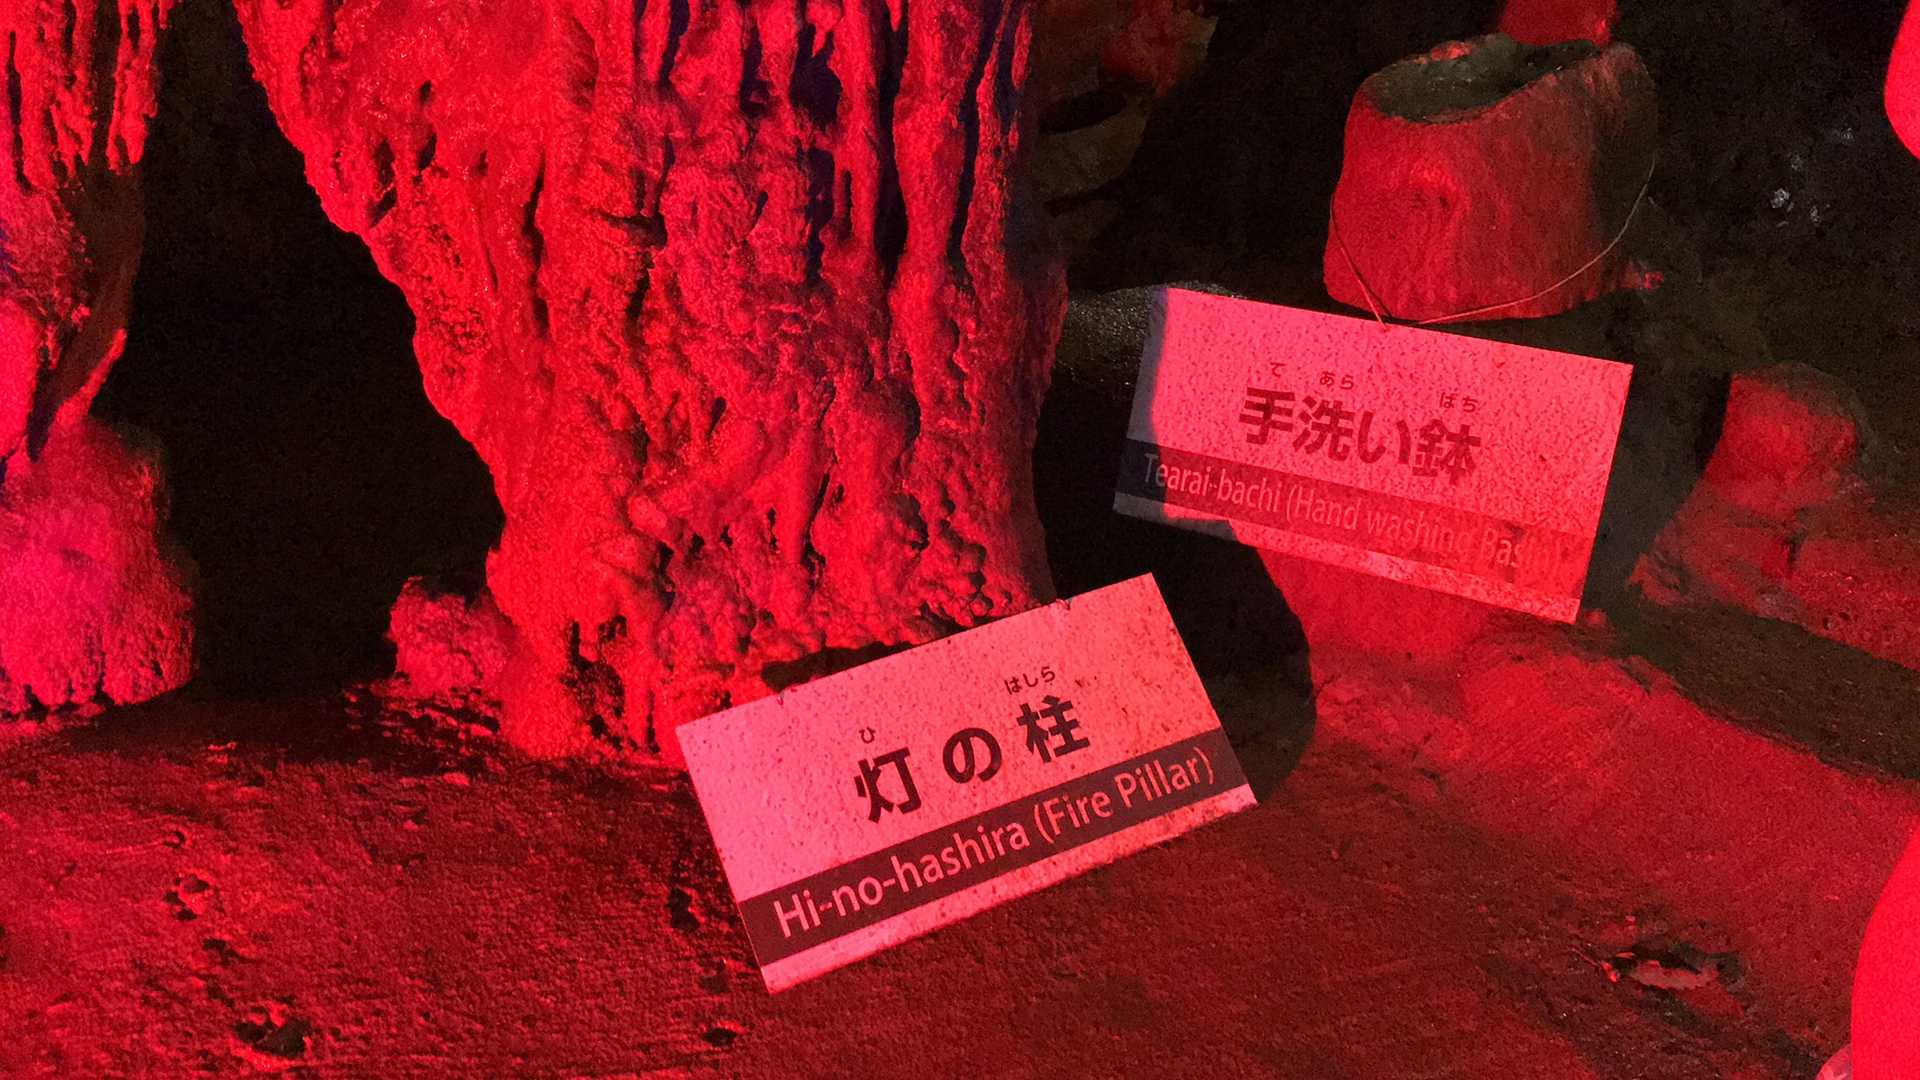 て あら ばち
手洗い鉢
Tearai-bachi (Hand washing Basin)
ひ はしら
灯の柱
Hi-no-hashira (Fire Pillar)